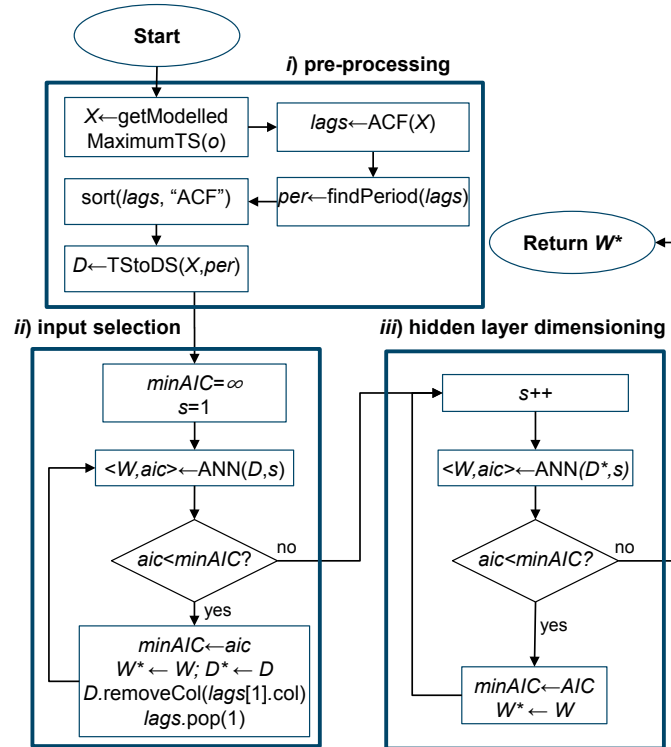 Start
i) pre-processing
X←getModelled
MaximumTS(o)
lags←ACF(X)
sort(lags, “ACF”)
per←findPeriod(lags)
D←TStoDS(X,per)
Return W*
ii) input selection
minAIC=∞
s=1
<W,aic>←ANN(D,s)
aic<minAIC?
no
yes
minAIC←aic
W* ← W; D* ← D
D.removeCol(lags[1].col)
lags.pop(1)
iii) hidden layer dimensioning
s++
<W,aic>←ANN(D*,s)
aic<minAIC?
no
yes
minAIC←AIC
W* ← W